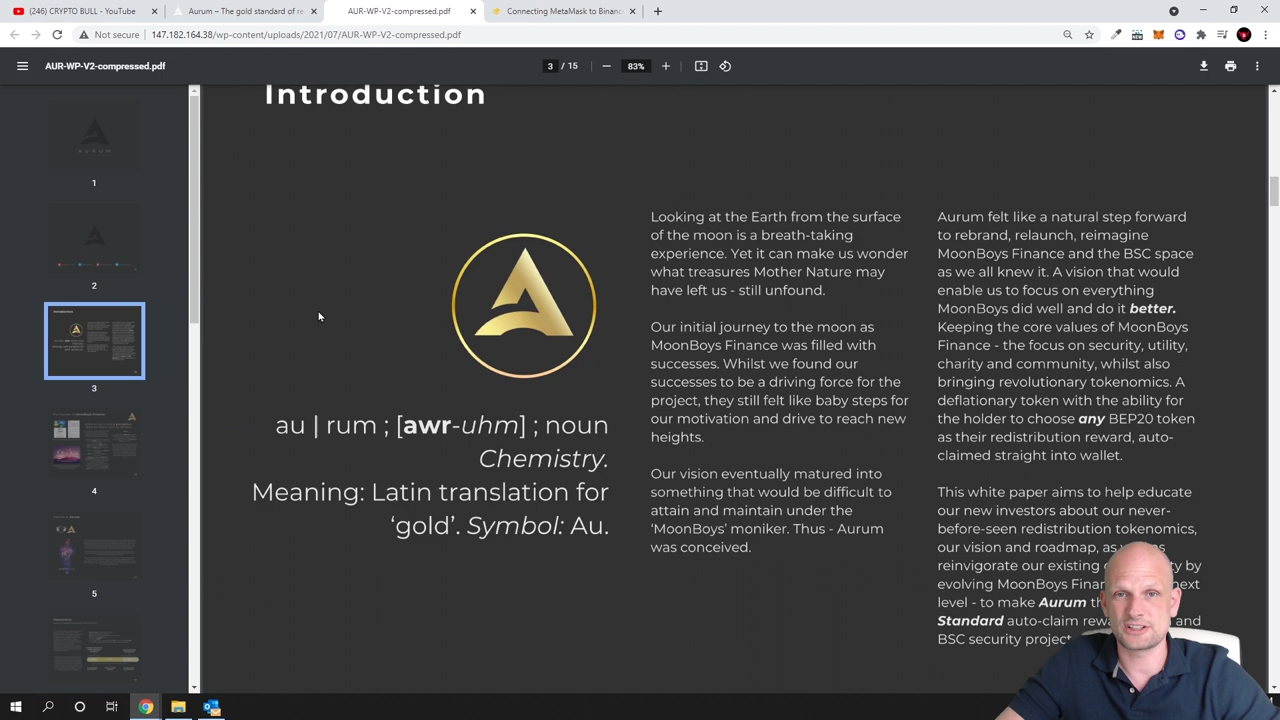 (246) CRYPTO BULL - YouTube
Aurum – The gold standard of re
AUR-WP-V2-compressed.pdf
Connecting MetaMask to Binanc
Not secure
147.182.164.38/wp-content/uploads/2021/07/AUR-WP-V2-compressed.pdf
AUR-WP-V2-compressed.pdf
3 / 15
83%
1
2
3
4
5
Introduction
au | rum ; [awr-uhm] ; noun
Chemistry.
Meaning: Latin translation for
‘gold’. Symbol: Au.
Looking at the Earth from the surface
of the moon is a breath-taking
experience. Yet it can make us wonder
what treasures Mother Nature may
have left us - still unfound.
Our initial journey to the moon as
MoonBoys Finance was filled with
successes. Whilst we found our
successes to be a driving force for the
project, they still felt like baby steps for
our motivation and drive to reach new
heights.
Our vision eventually matured into
something that would be difficult to
attain and maintain under the
‘MoonBoys’ moniker. Thus - Aurum
was conceived.
Aurum felt like a natural step forward
to rebrand, relaunch, reimagine
MoonBoys Finance and the BSC space
as we all knew it. A vision that would
enable us to focus on everything
MoonBoys did well and do it better.
Keeping the core values of MoonBoys
Finance - the focus on security, utility,
charity and community, whilst also
bringing revolutionary tokenomics. A
deflationary token with the ability for
the holder to choose any BEP20 token
as their redistribution reward, auto-
claimed straight into wallet.
This white paper aims to help educate
our new investors about our never-
before-seen redistribution tokenomics,
our vision and roadmap, as
reinvigorate our existing by
evolving MoonBoys next
level - to make Aurum
Standard auto-claim and
BSC security project